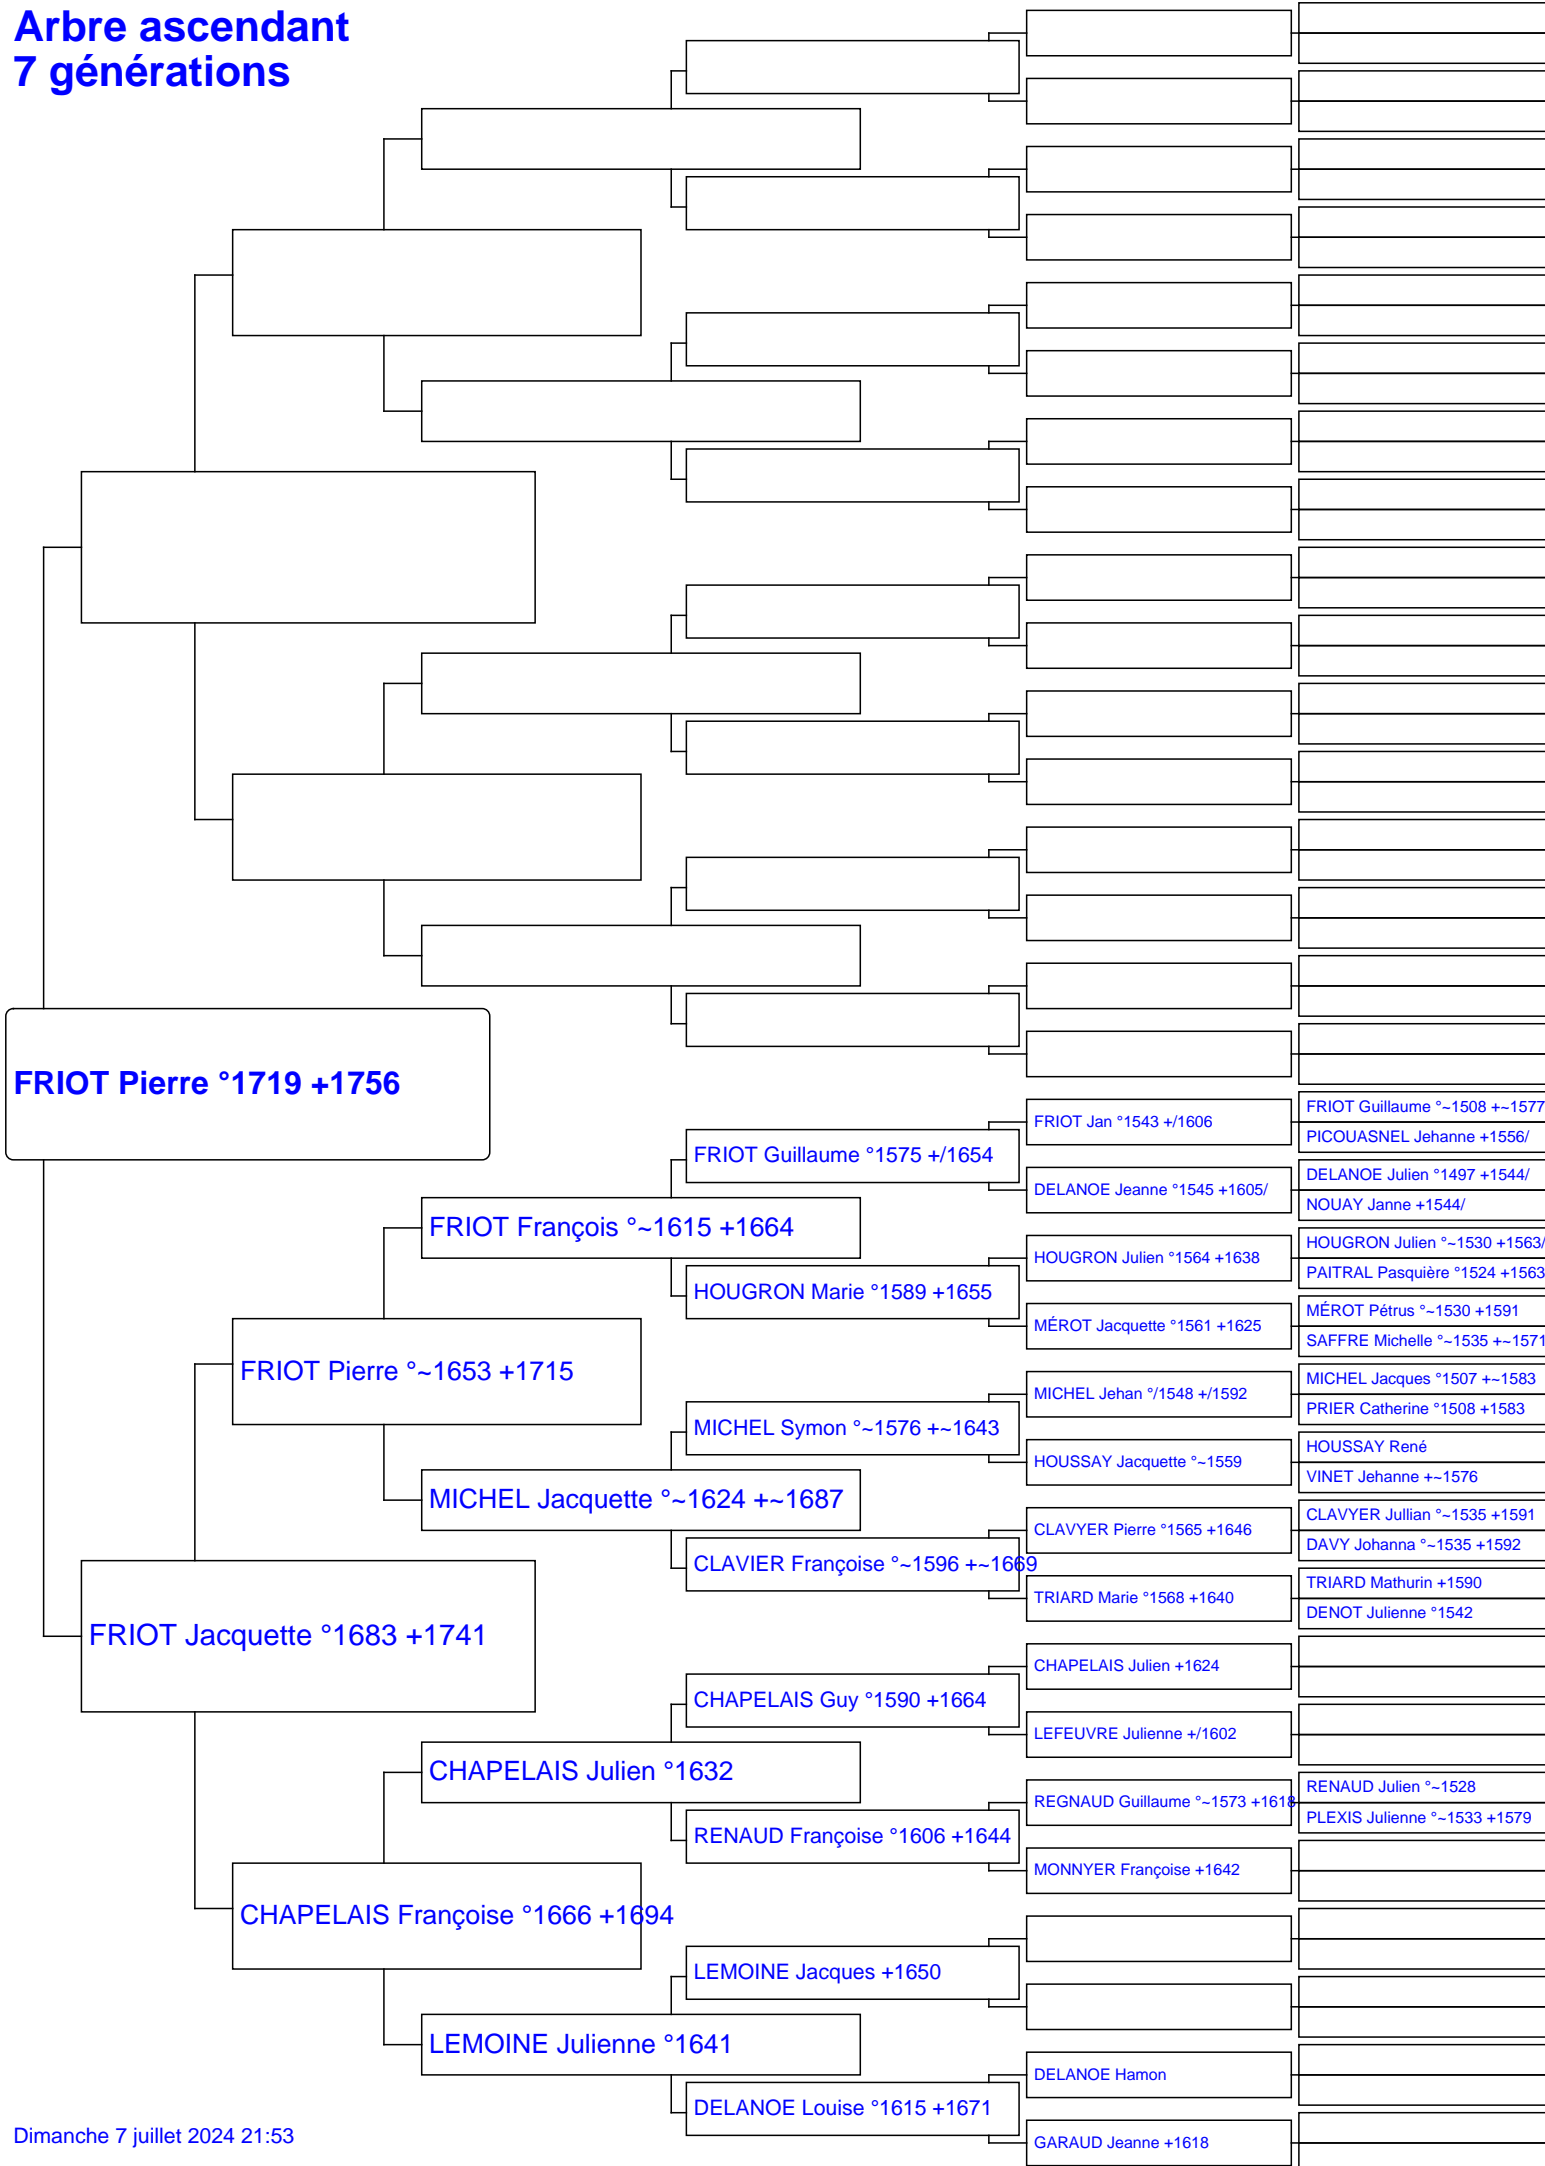 Arbre ascendant
7 générations
FRIOT Pierre °1719 +1756
FRIOT Jacquette °1683 +1741
FRIOT Pierre °~1653 +1715
CHAPELAIS Françoise °1666 +1694
FRIOT François °~1615 +1664
MICHEL Jacquette °~1624 +~1687
CHAPELAIS Julien °1632
LEMOINE Julienne °1641
FRIOT Guillaume °1575 +/1654
HOUGRON Marie °1589 +1655
MICHEL Symon °~1576 +~1643
CLAVIER Françoise °~1596 +~1669
CHAPELAIS Guy °1590 +1664
RENAUD Françoise °1606 +1644
LEMOINE Jacques +1650
DELANOE Louise °1615 +1671
FRIOT Jan °1543 +/1606
DELANOE Jeanne °1545 +1605/
HOUGRON Julien °1564 +1638
MÉROT Jacquette °1561 +1625
MICHEL Jehan °/1548 +/1592
HOUSSAY Jacquette °~1559
CLAVYER Pierre °1565 +1646
TRIARD Marie °1568 +1640
CHAPELAIS Julien +1624
LEFEUVRE Julienne +/1602
REGNAUD Guillaume °~1573 +1618
MONNYER Françoise +1642
DELANOE Hamon
GARAUD Jeanne +1618
FRIOT Guillaume °~1508 +~1577
PICOUASNEL Jehanne +1556/
DELANOE Julien °1497 +1544/
NOUAY Janne +1544/
HOUGRON Julien °~1530 +1563/
PAITRAL Pasquière °1524 +1563
MÉROT Pétrus °~1530 +1591
SAFFRE Michelle °~1535 +~1571
MICHEL Jacques °1507 +~1583
PRIER Catherine °1508 +1583
HOUSSAY René
VINET Jehanne +~1576
CLAVYER Jullian °~1535 +1591
DAVY Johanna °~1535 +1592
TRIARD Mathurin +1590
DENOT Julienne °1542
RENAUD Julien °~1528
PLEXIS Julienne °~1533 +1579
Dimanche 7 juillet 2024 21:53